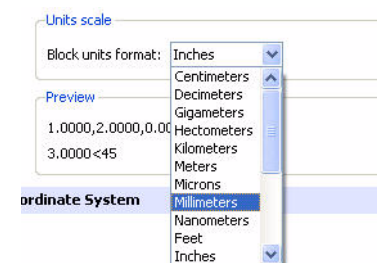 Units scale
Block units format: Inches
Centimeters
Decimeters
Preview
Gigameters
1.0000,2.0000,0.00
Hectometers
Kilometers
3.0000<45
Meters
Microns
ordinate System
Millimeters
Nanometers
Feet
Inches